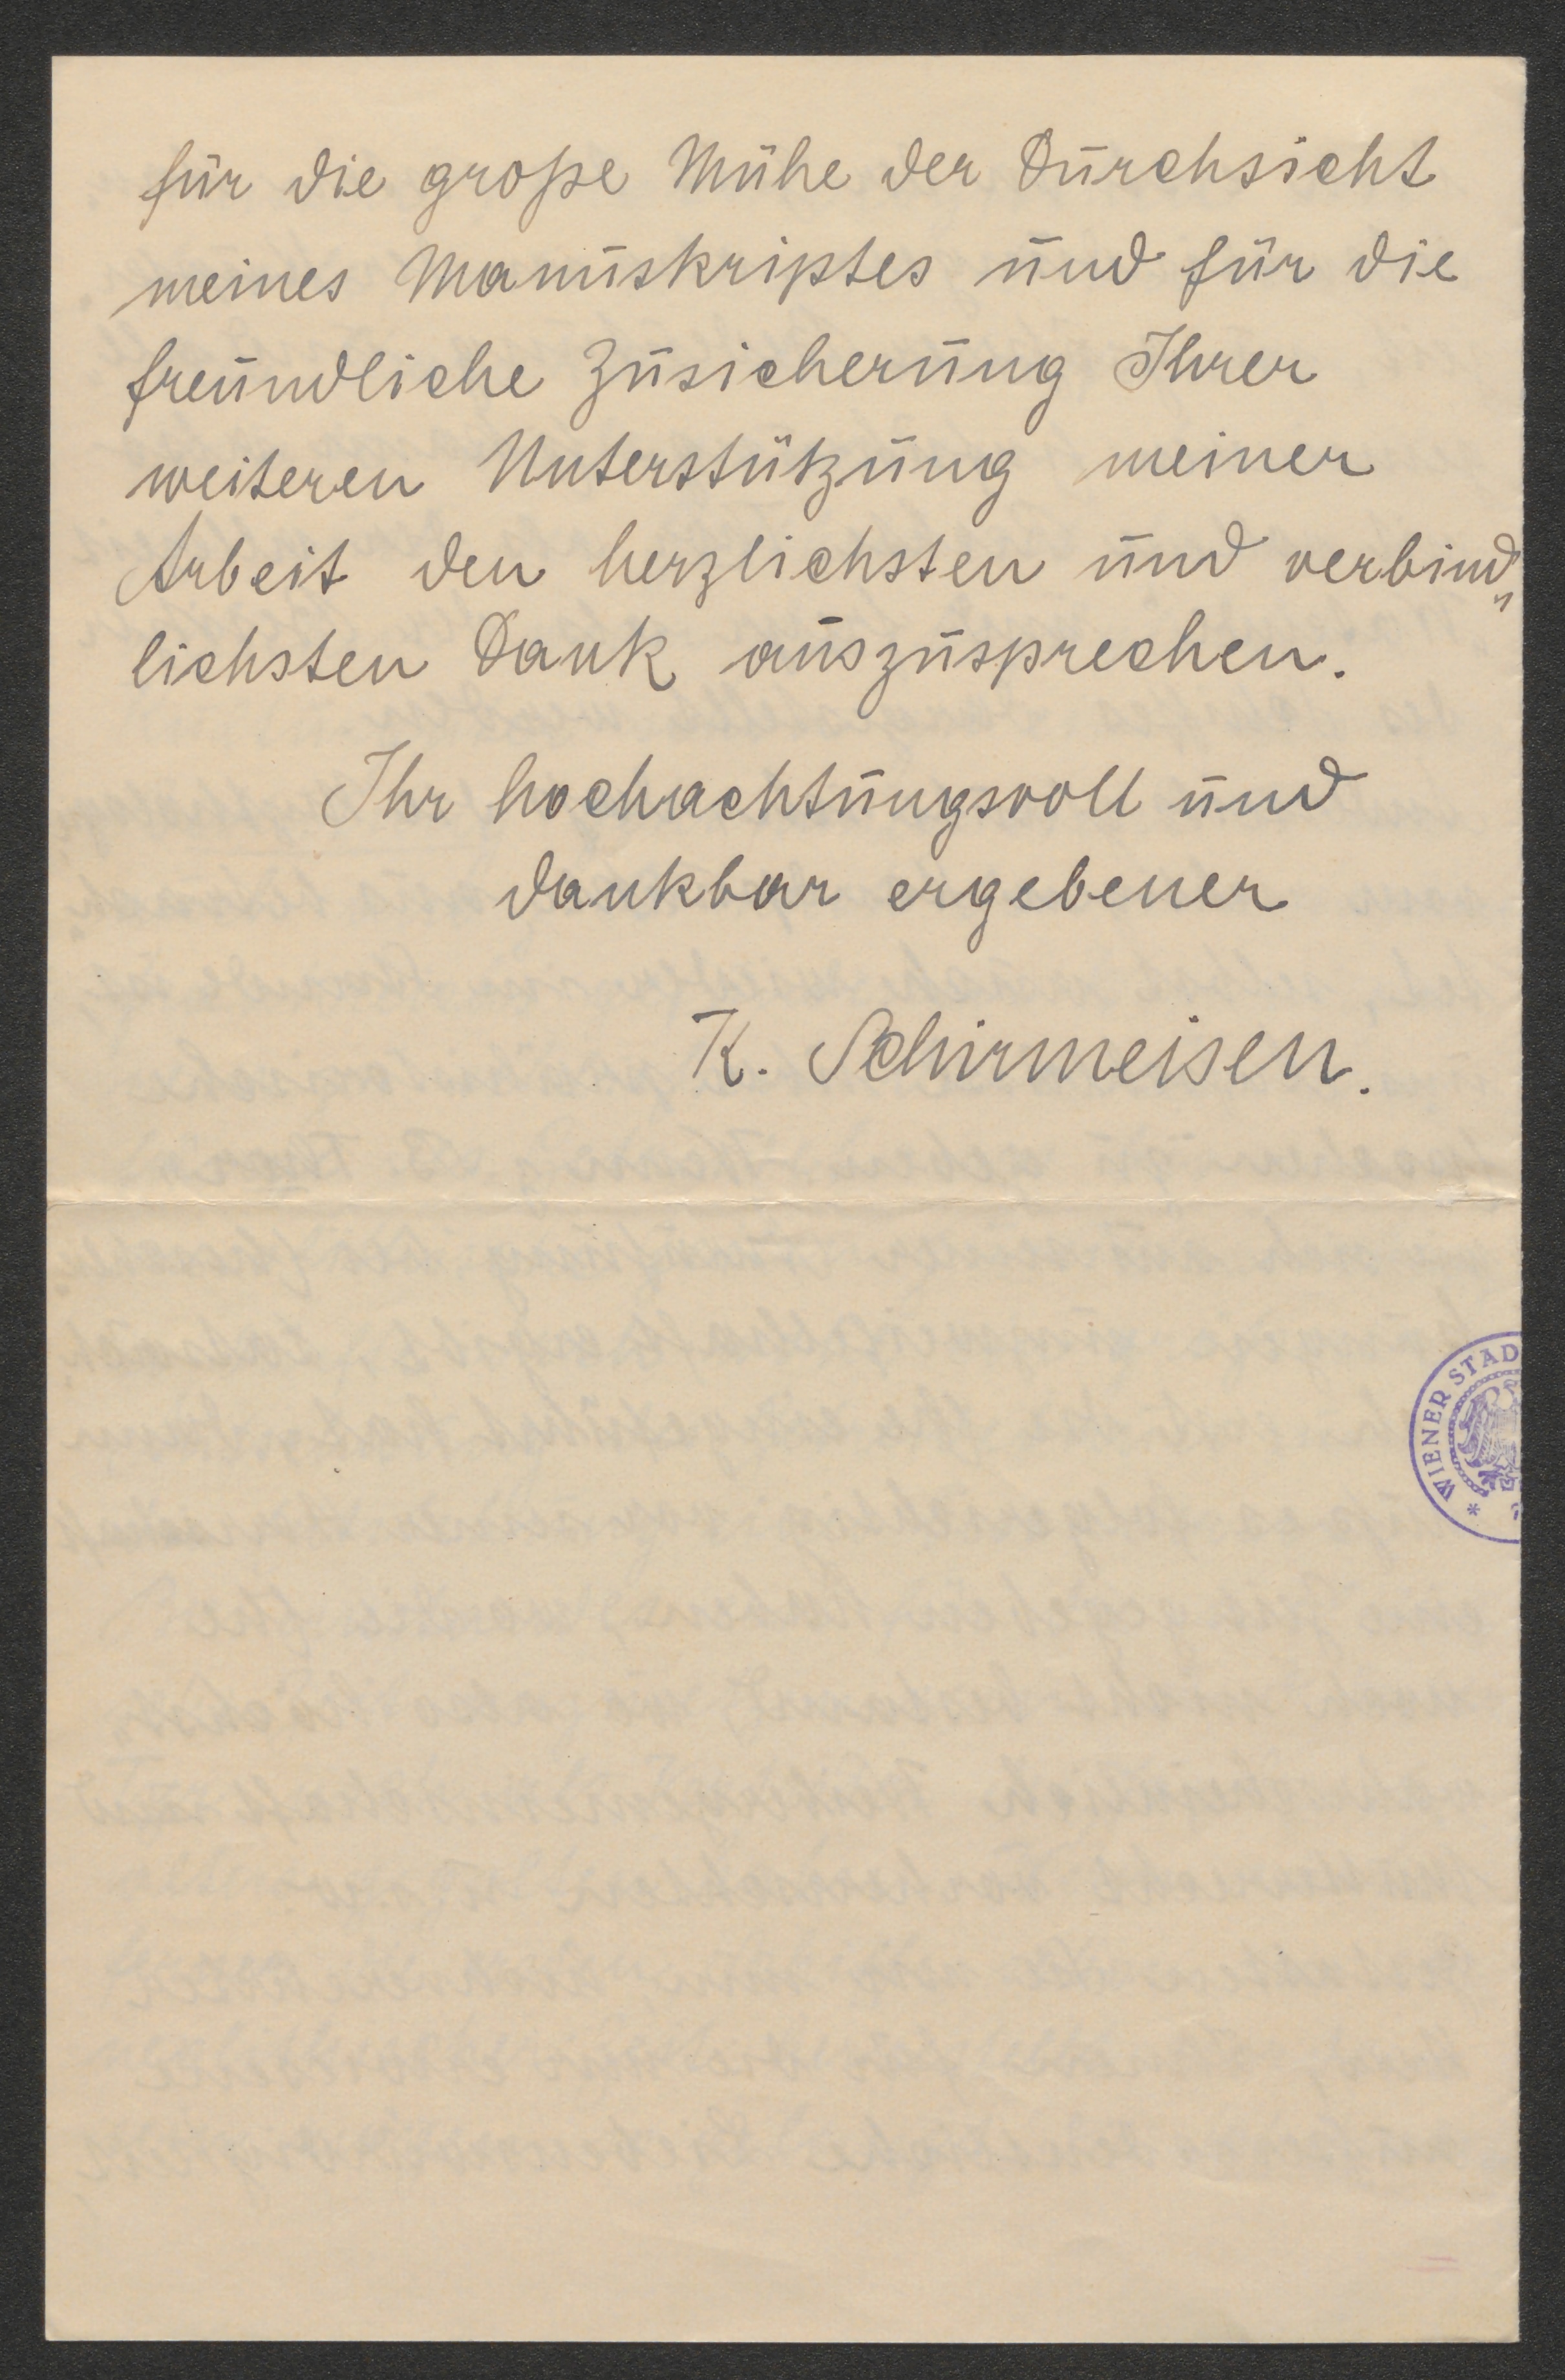 für die große Mühe der Durchsicht
meines Manuskriptes und für die
freundliche Zusicherung Ihrer
weiteren Unterstützung meiner
Arbeit den herzlichsten und verbind„
lichsten Dank auszusprechen.
Ihr hochachtungsvoll und
dankbar ergebener
K. Schirmeisen.
WIENER STAD